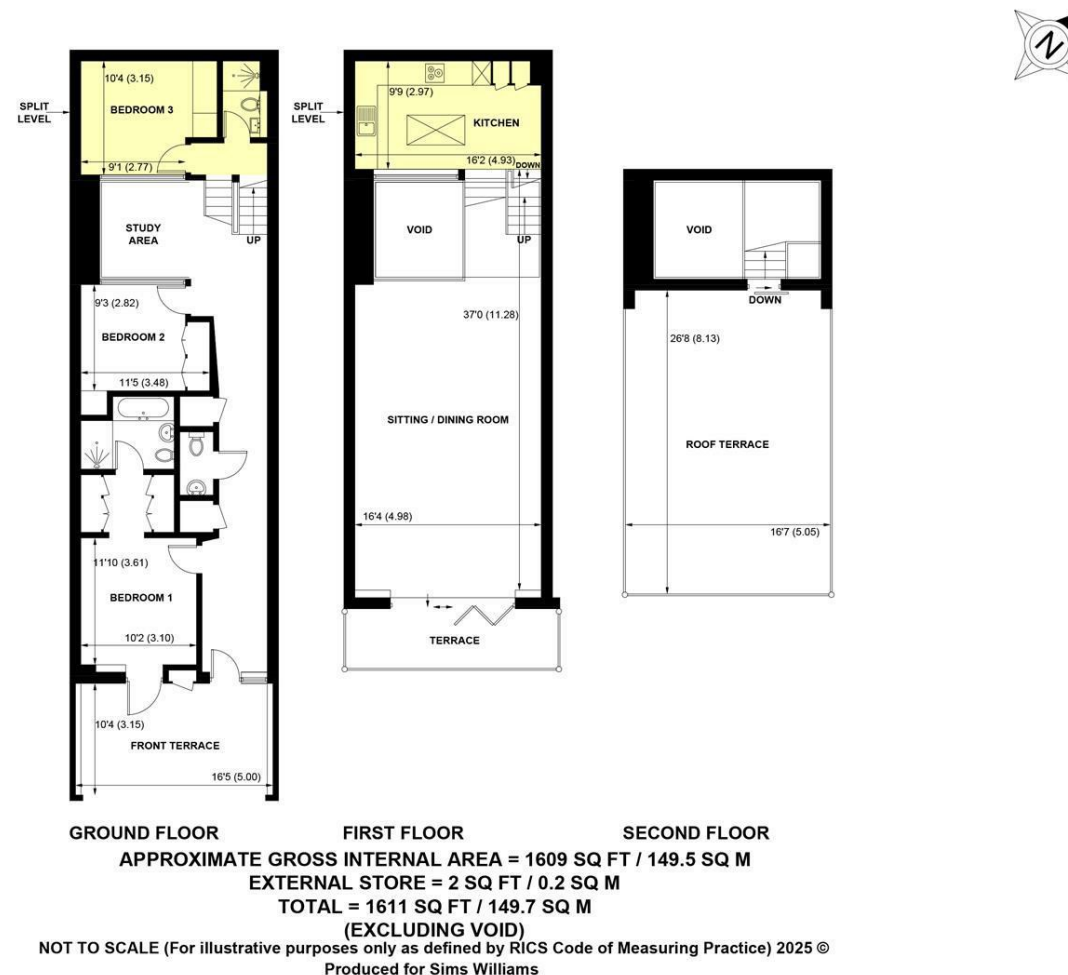 N
SPLIT
LEVEL
10'4 (3.15)
BEDROOM 3
9'1 (2.77)
STUDY
AREA
UP
9'3 (2.82)
BEDROOM 2
11'5 (3.48)
11'10 (3.61)
BEDROOM 1
10'2 (3.10)
10'4 (3.15)
FRONT TERRACE
16'5 (5.00)
SPLIT
LEVEL
9'9 (2.97)
KITCHEN
16'2 (4.93)
DOWN
VOID
UP
37'0 (11.28)
SITTING / DINING ROOM
16'4 (4.98)
TERRACE
VOID
DOWN
26'8 (8.13)
ROOF TERRACE
16'7 (5.05)
GROUND FLOOR
FIRST FLOOR
SECOND FLOOR
APPROXIMATE GROSS INTERNAL AREA = 1609 SQ FT / 149.5 SQ M
EXTERNAL STORE = 2 SQ FT / 0.2 SQ M
TOTAL = 1611 SQ FT / 149.7 SQ M
(EXCLUDING VOID)
NOT TO SCALE (For illustrative purposes only as defined by RICS Code of Measuring Practice) 2025 ©
Produced for Sims Williams